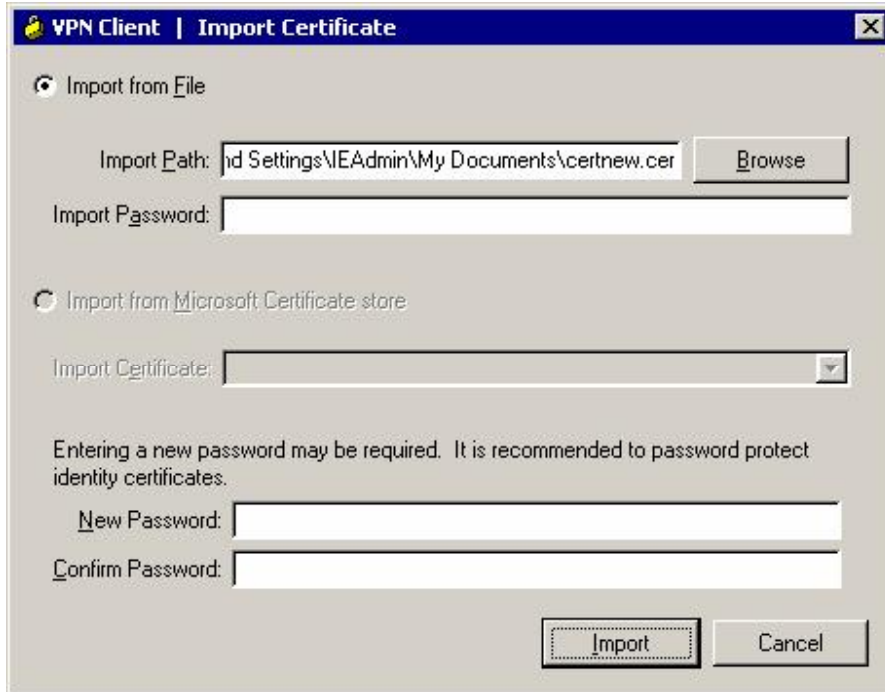 VPN Client | Import Certificate
Import from File
Import Path: nd Settings\IEAdmin\My Documents\certnew.cer Browse
Import Password:
Import from Microsoft Certificate store
Import Certificate:
Entering a new password may be required. It is recommended to password protect
identity certificates.
New Password:
Confirm Password:
Import Cancel